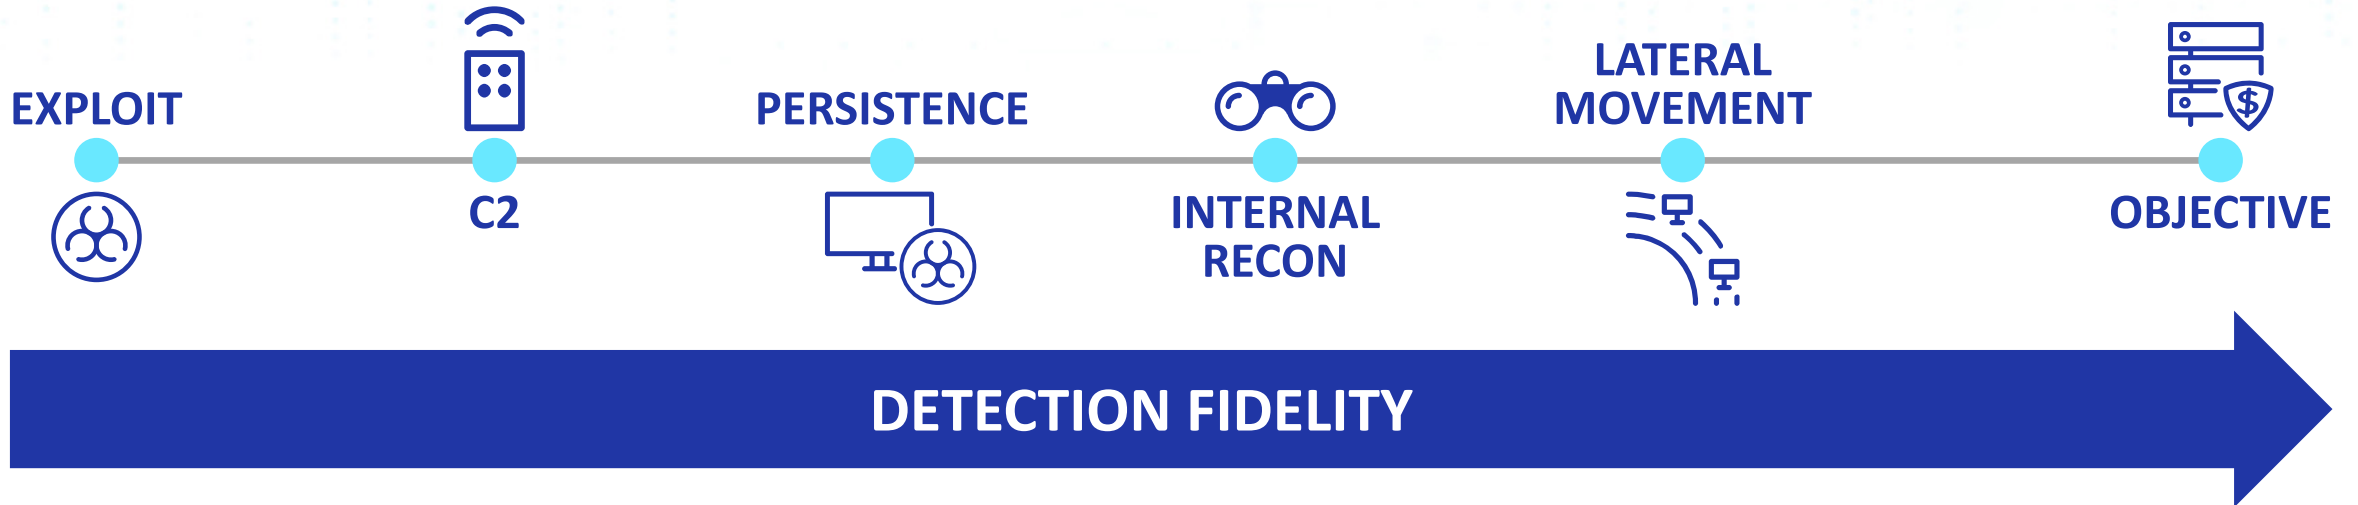 EXPLOIT
C2
PERSISTENCE
INTERNAL
RECON
LATERAL
MOVEMENT
$
OBJECTIVE
DETECTION FIDELITY